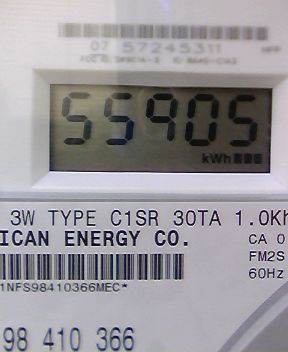 07 57245311
55905
kWh
3W TYPE C1SR 30TA 1.0Kh
ICAN ENERGY CO.
CA 0
FM2S
60Hz
1NFS98410366MEC*
98 410 366